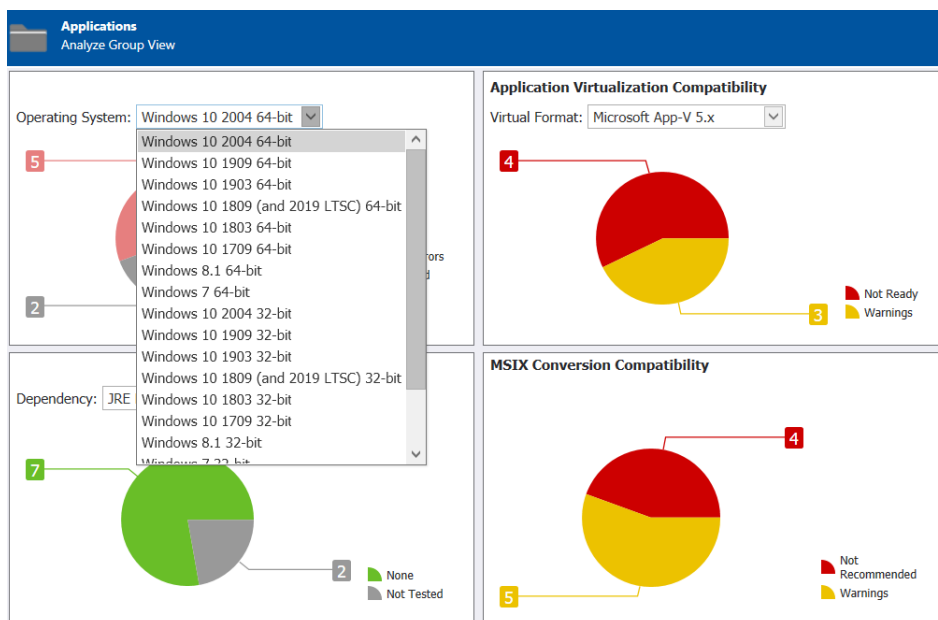 Applications
Analyze Group View
Operating System: Windows 10 2004 64-bit
Windows 10 2004 64-bit
Windows 10 1909 64-bit
Windows 10 1903 64-bit
Windows 10 1809 (and 2019 LTSC) 64-bit
Windows 10 1803 64-bit
Windows 10 1709 64-bit
Windows 8.1 64-bit
Windows 7 64-bit
Windows 10 2004 32-bit
Windows 10 1909 32-bit
Windows 10 1903 32-bit
Windows 10 1809 (and 2019 LTSC) 32-bit
Windows 10 1803 32-bit
Windows 10 1709 32-bit
Windows 8.1 32-bit
Windows 7 32-bit
5
2
Application Virtualization Compatibility
Virtual Format: Microsoft App-V 5.x
4
3
Not Ready
Warnings
Dependency: JRE
7
2
None
Not Tested
MSIX Conversion Compatibility
4
5
Not
Recommended
Warnings